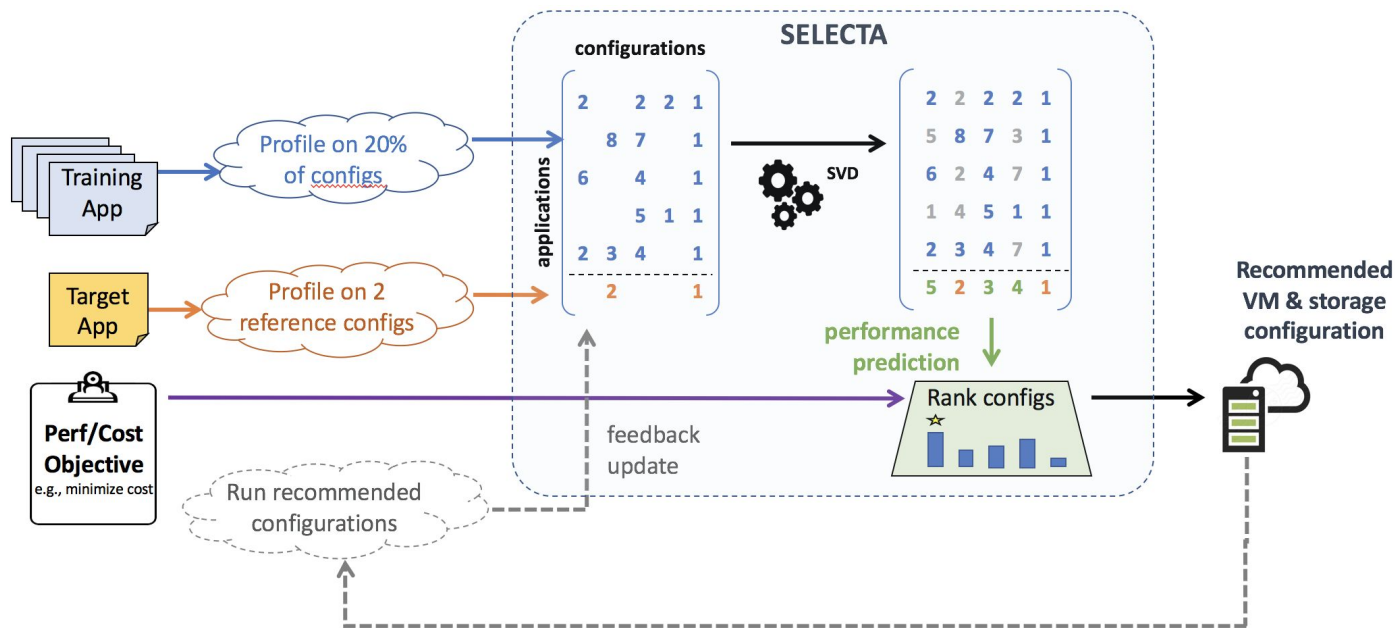 SELECTA
configurations
applications
2 2 2 1
8 7 1
6 4 1
5 1 1
2 3 4 1
2 1
SVD
2 2 2 2 1
5 8 7 3 1
6 2 4 7 1
1 4 5 1 1
2 3 4 7 1
5 2 3 4 1
Training
App
Profile on 20%
of configs
Target
App
Profile on 2
reference configs
performance
prediction
Recommended
VM & storage
configuration
Perf/Cost
Objective
e.g., minimize cost
Rank configs
feedback
update
Run recommended
configurations